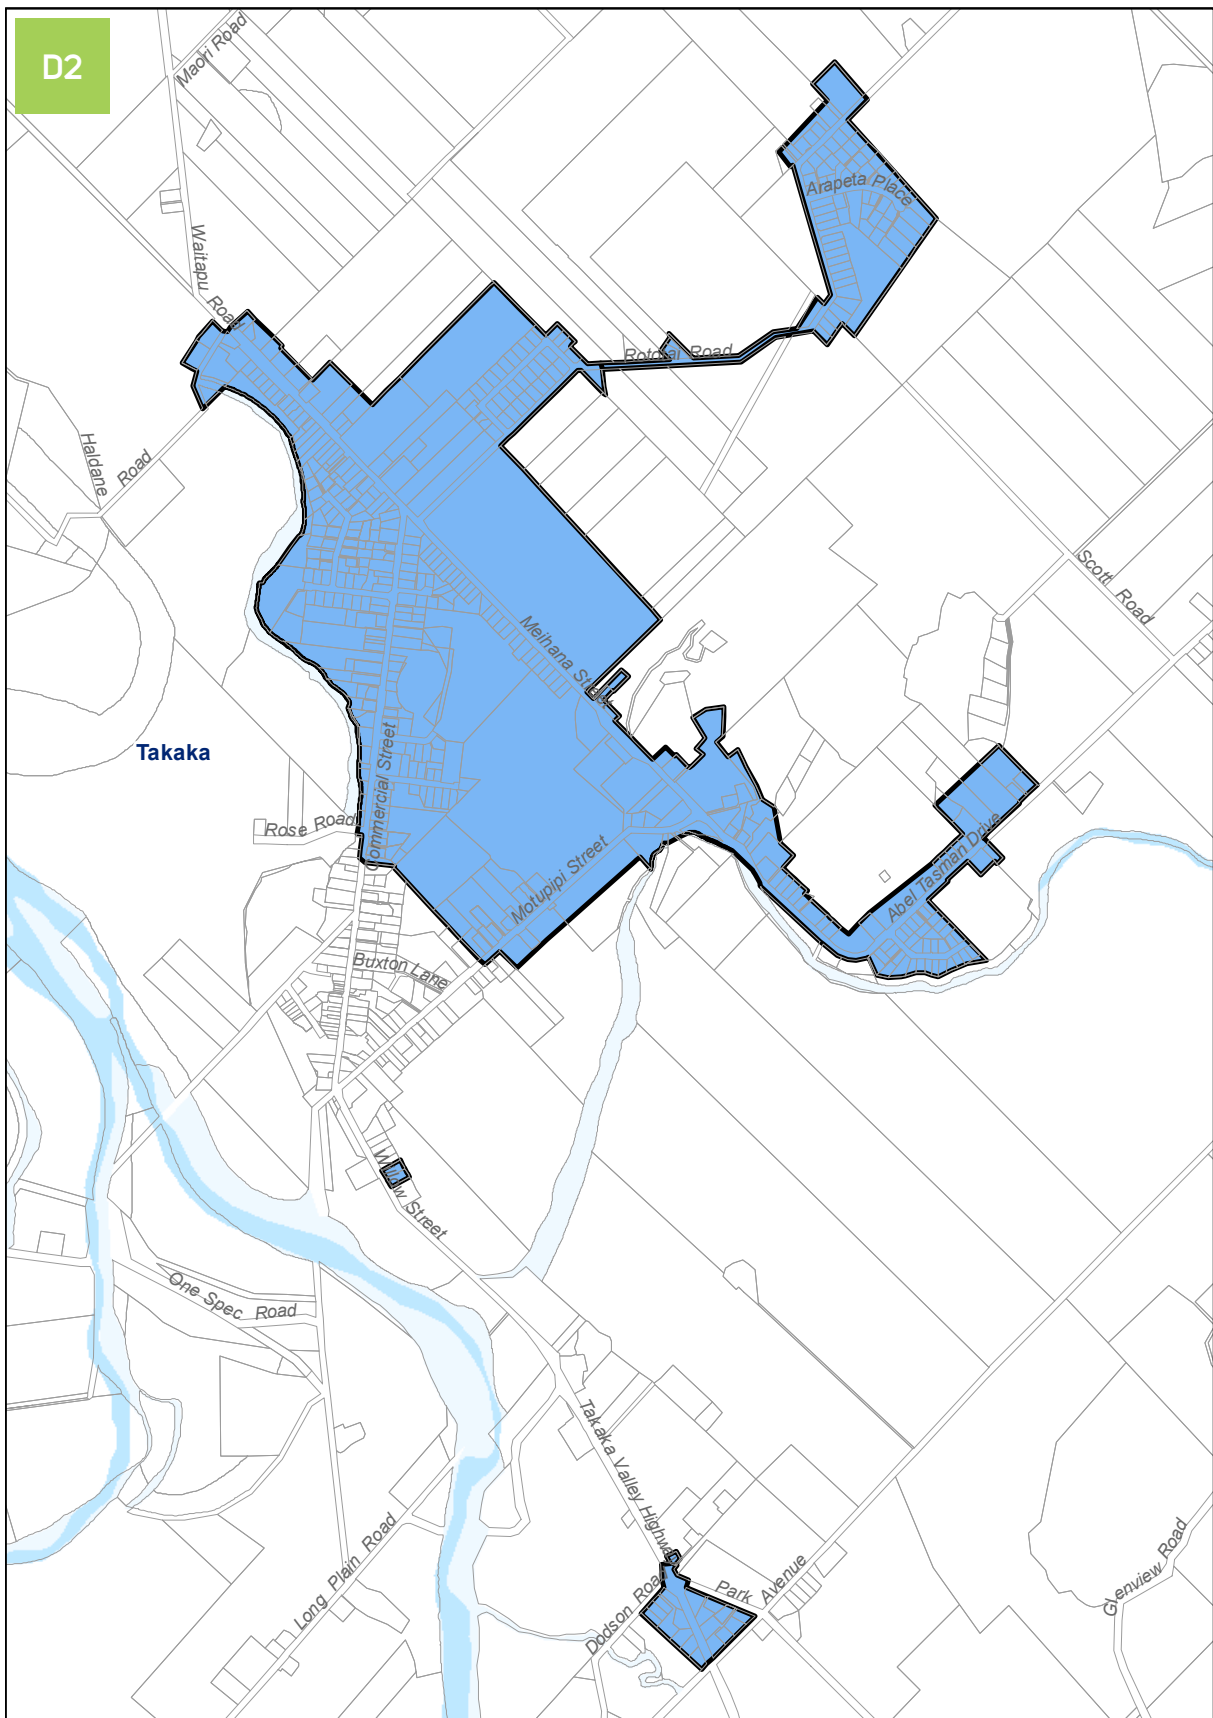 D2
Maori Road
Arapeta Place
Waitapu Road
Rototai Road
Haldane Road
Scott Road
Meihana Street
Takaka
Commercial Street
Rose Road
Abel Tasman Drive
Motupipi Street
Buxton Lane
Willow Street
One Spec Road
Takaka Valley Highway
Long Plain Road
Dodson Road
Park Avenue
Glenview Road